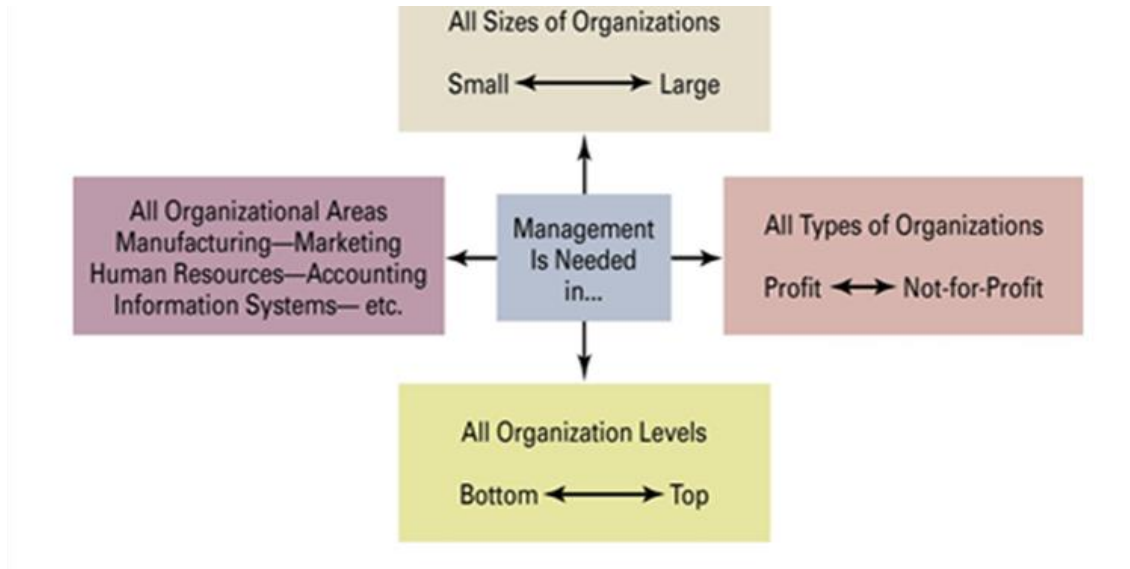 All Sizes of Organizations
Small Large
All Organizational Areas
Manufacturing—Marketing
Human Resources—Accounting
Information Systems— etc.
Management
Is Needed
in...
All Types of Organizations
Profit Not-for-Profit
All Organization Levels
Bottom Top